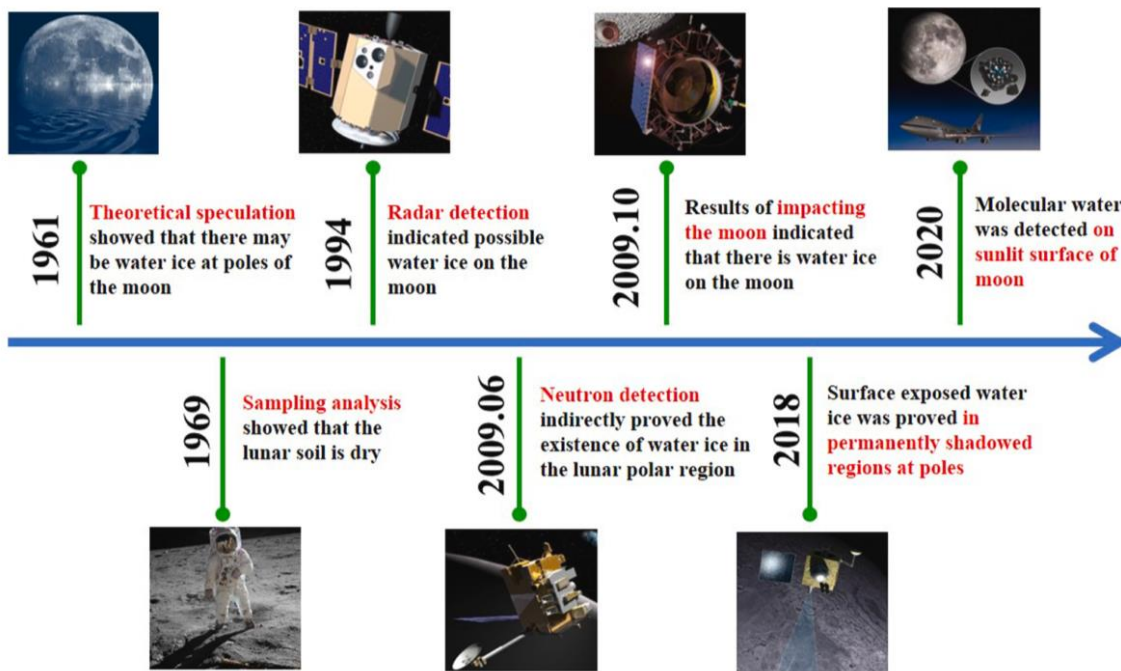 1961
Theoretical speculation
showed that there may
be water ice at poles of
the moon
1994
Radar detection
indicated possible
water ice on the
moon
2009.10
Results of impacting
the moon indicated
that there is water ice
on the moon
2020
Molecular water
was detected on
sunlit surface of
moon
1969
Sampling analysis
showed that the
lunar soil is dry
2009.06
Neutron detection
indirectly proved the
existence of water ice in
the lunar polar region
2018
Surface exposed water
ice was proved in
permanently shadowed
regions at poles